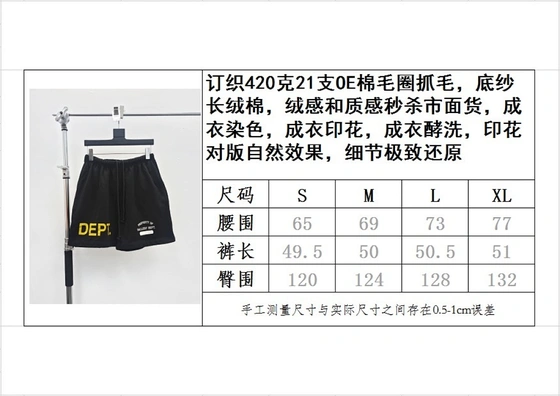 订织420克21支OE棉毛圈抓毛，底纱
长绒棉，绒感和质感秒杀市面货，成
衣染色，成衣印花，成衣酵洗，印花
对版自然效果，细节极致还原
尺码 S M L XL
腰围 65 69 73 77
裤长 49.5 50 50.5 51
臀围 120 124 128 132
手工测量尺寸与实际尺寸之间存在0.5-1cm误差
DEPT.